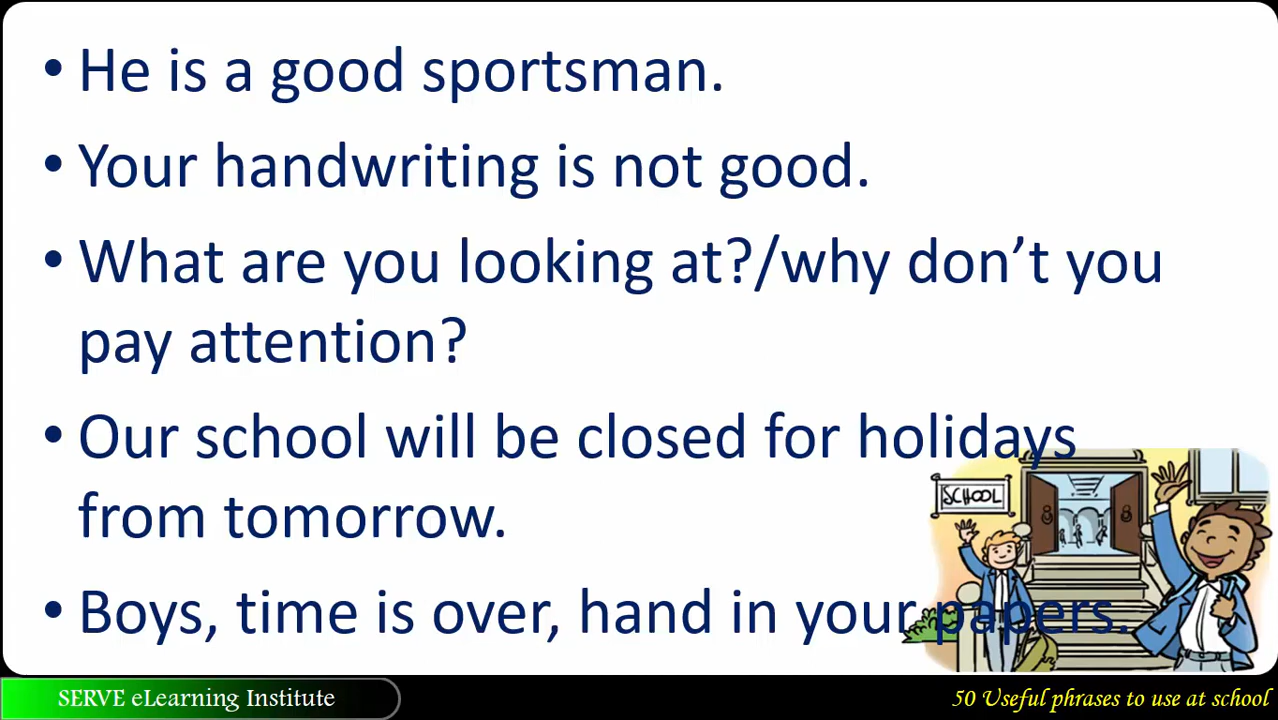 • He is a good sportsman.
• Your handwriting is not good.
• What are you looking at?/why don’t you
pay attention?
• Our school will be closed for holidays
from tomorrow.
SCHOOL
• Boys, time is over, hand in your papers.
SERVE eLearning Institute
50 Useful phrases to use at school